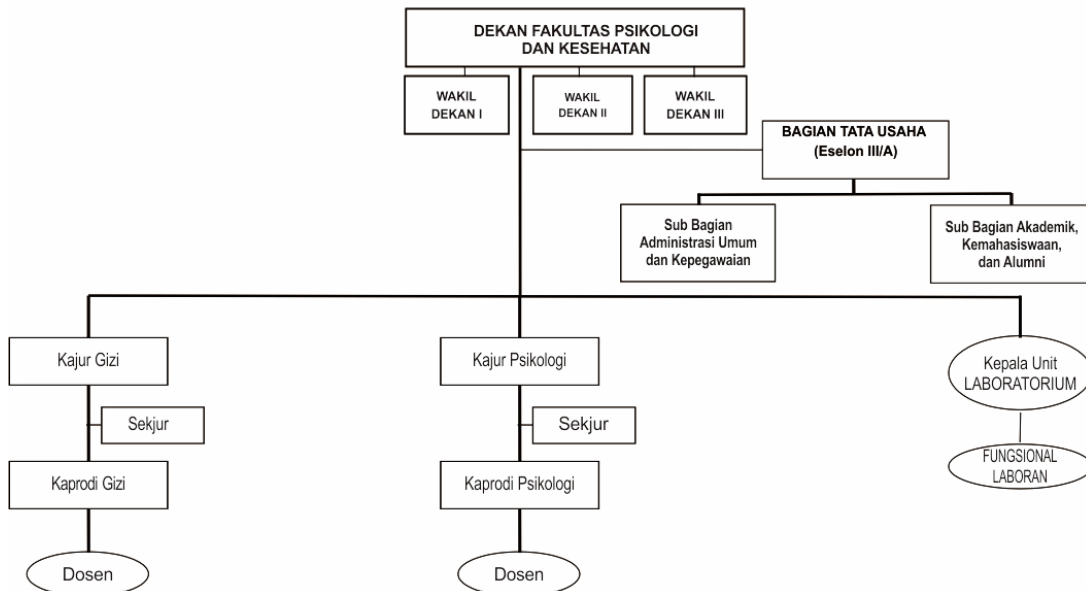 DEKAN FAKULTAS PSIKOLOGI
DAN KESEHATAN
WAKIL
DEKAN I
WAKIL
DEKAN II
WAKIL
DEKAN III
BAGIAN TATA USAHA
(Eselon III/A)
Sub Bagian
Administrasi Umum
dan Kepegawaian
Sub Bagian Akademik,
Kemahasiswaan,
dan Alumni
Kajur Gizi
Kajur Psikologi
Kepala Unit
LABORATORIUM
Sekjur
Sekjur
Kaprodi Gizi
Kaprodi Psikologi
FUNGSIONAL
LABORAN
Dosen
Dosen